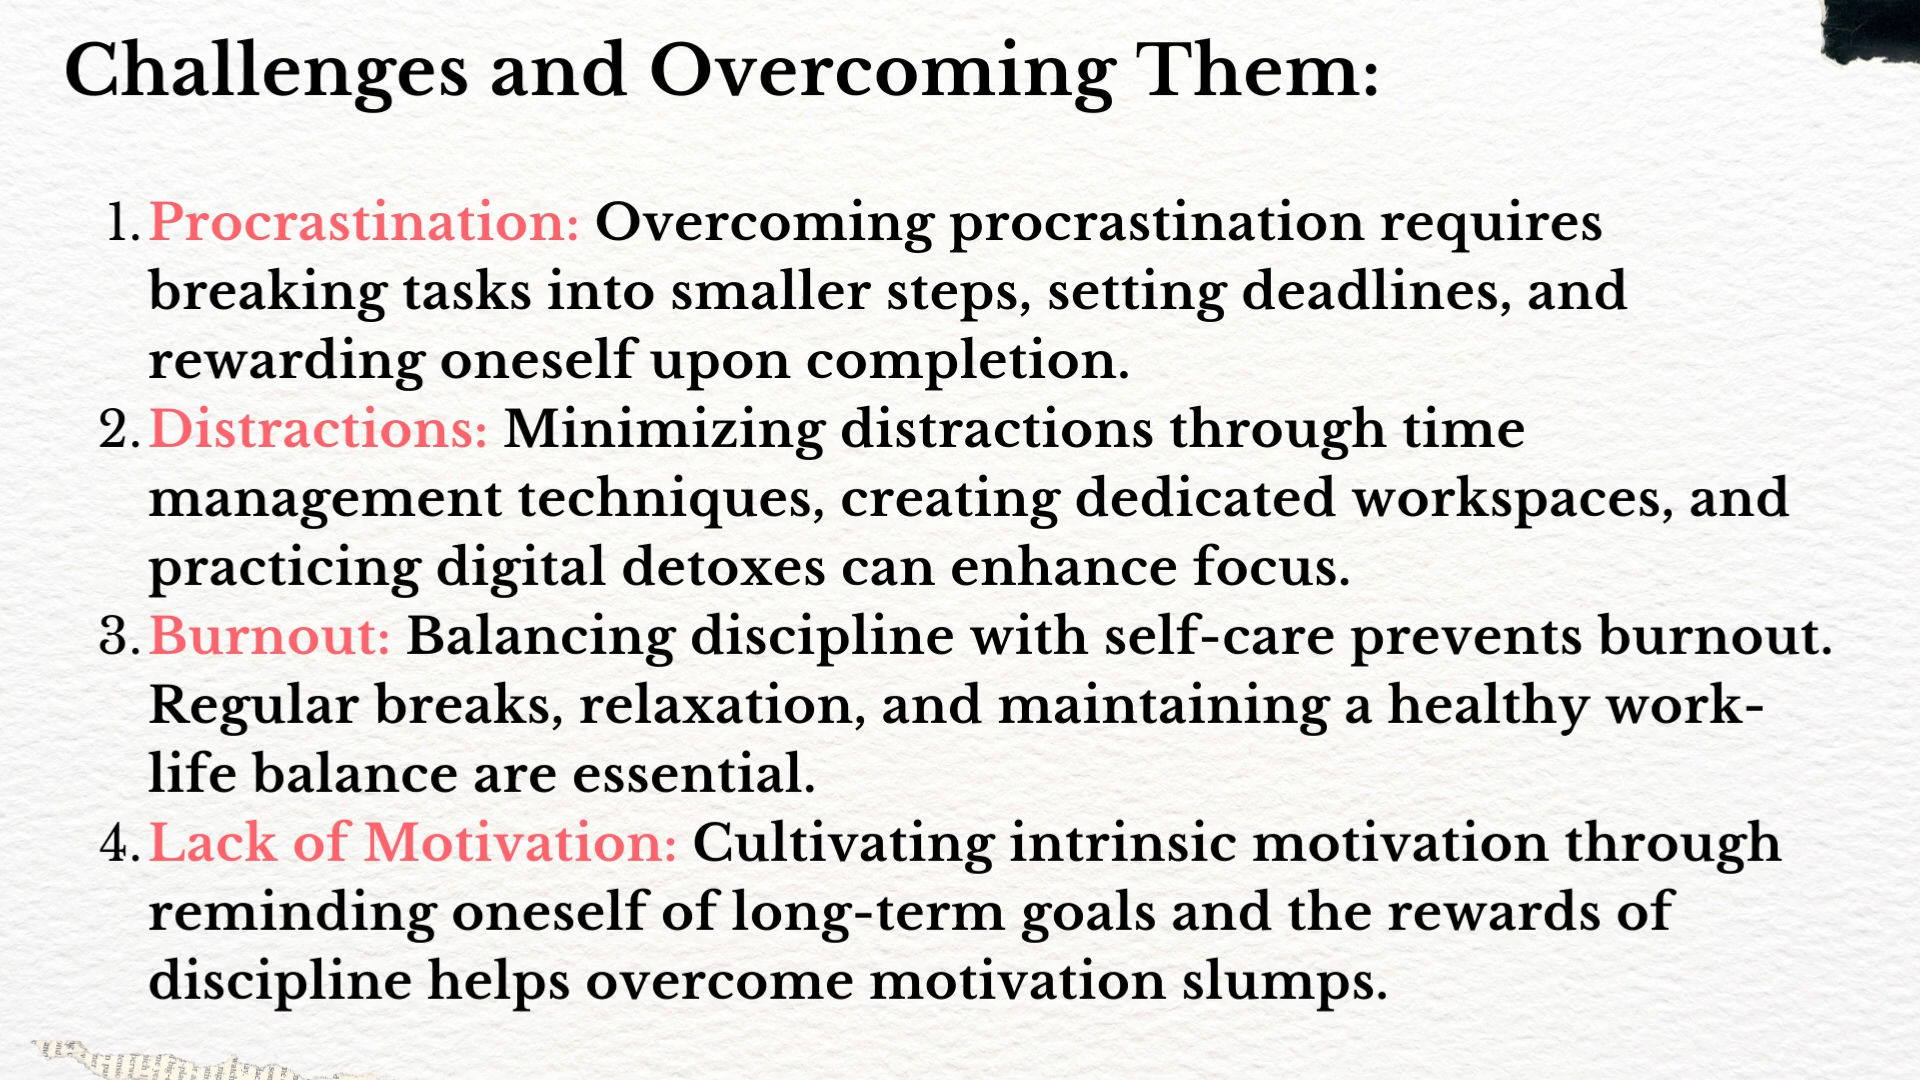 Challenges and Overcoming Them:
1. Procrastination: Overcoming procrastination requires
breaking tasks into smaller steps, setting deadlines, and
rewarding oneself upon completion.
2. Distractions: Minimizing distractions through time
management techniques, creating dedicated workspaces, and
practicing digital detoxes can enhance focus.
3. Burnout: Balancing discipline with self-care prevents burnout.
Regular breaks, relaxation, and maintaining a healthy work-
life balance are essential.
4. Lack of Motivation: Cultivating intrinsic motivation through
reminding oneself of long-term goals and the rewards of
discipline helps overcome motivation slumps.